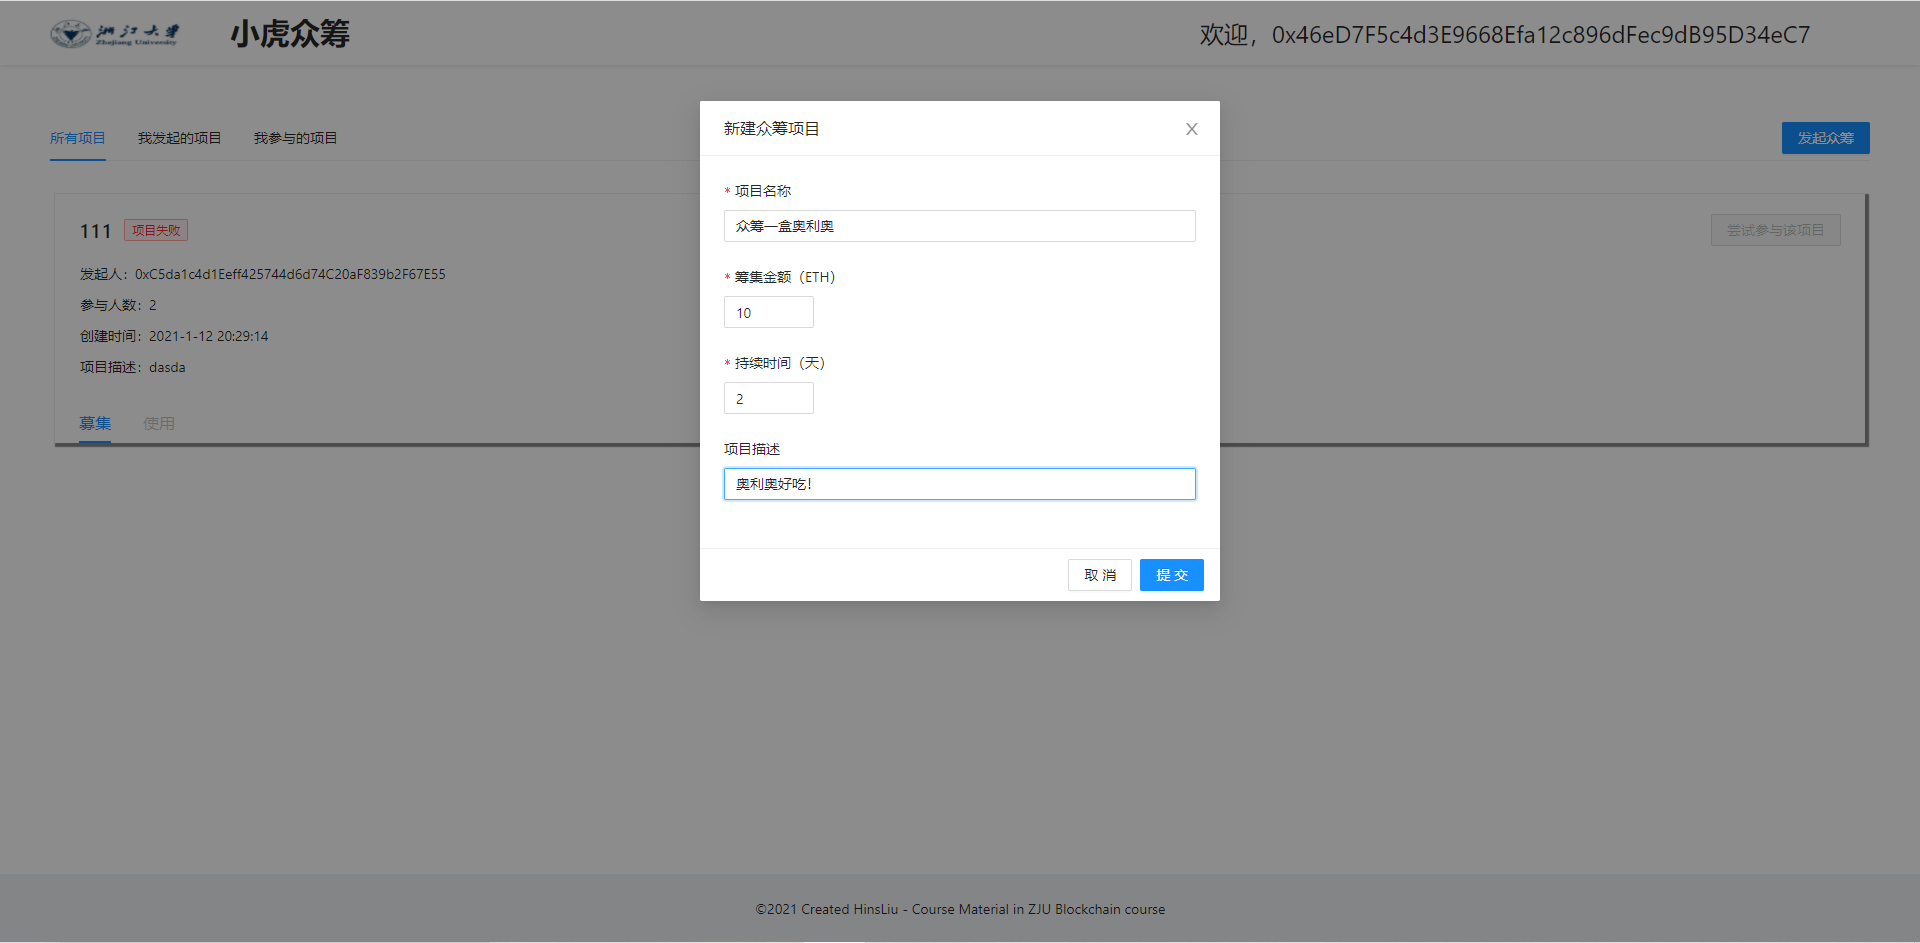 浙江大学
Zhejiang University
小虎众筹
欢迎，0x46eD7F5c4d3E9668Efa12c896dFec9dB95D34eC7
所有项目 我发起的项目 我参与的项目
发起众筹
111 项目失败
尝试参与该项目
发起人：0xC5da1c4d1Eeff425744d6d74C20aF839b2F67E55
参与人数：2
创建时间：2021-1-12 20:29:14
项目描述：dasda
募集 使用
新建众筹项目
* 项目名称
众筹一盒奥利奥
* 筹集金额（ETH）
10
* 持续时间（天）
2
项目描述
奥利奥好吃！
取 消 提 交
©2021 Created HinsLiu - Course Material in ZJU Blockchain course